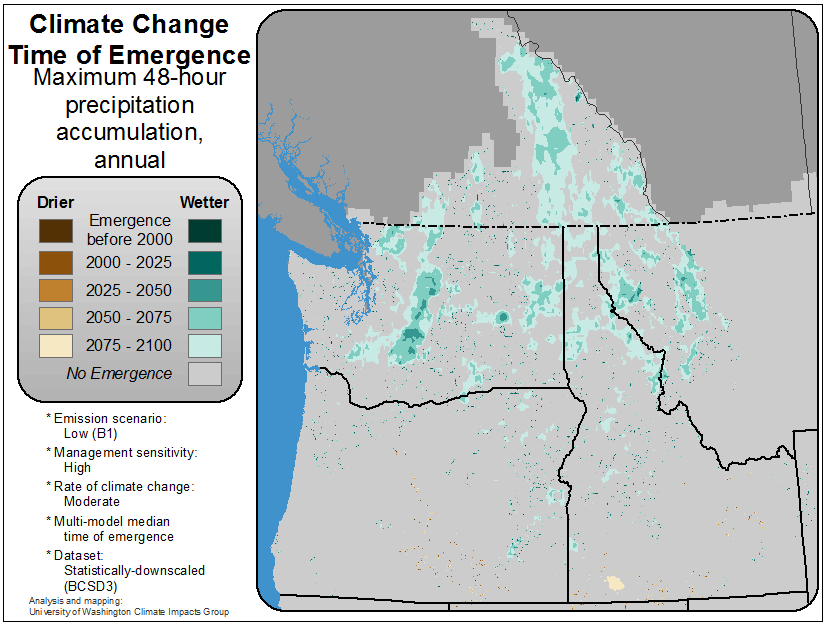 Climate Change
Time of Emergence
Maximum 48-hour
precipitation
accumulation,
annual
Drier Wetter
Emergence
before 2000
2000 - 2025
2025 - 2050
2050 - 2075
2075 - 2100
No Emergence
* Emission scenario:
Low (B1)
* Management sensitivity:
High
* Rate of climate change:
Moderate
* Multi-model median
time of emergence
* Dataset:
Statistically-downscaled
(BCSD3)
Analysis and mapping:
University of Washington Climate Impacts Group